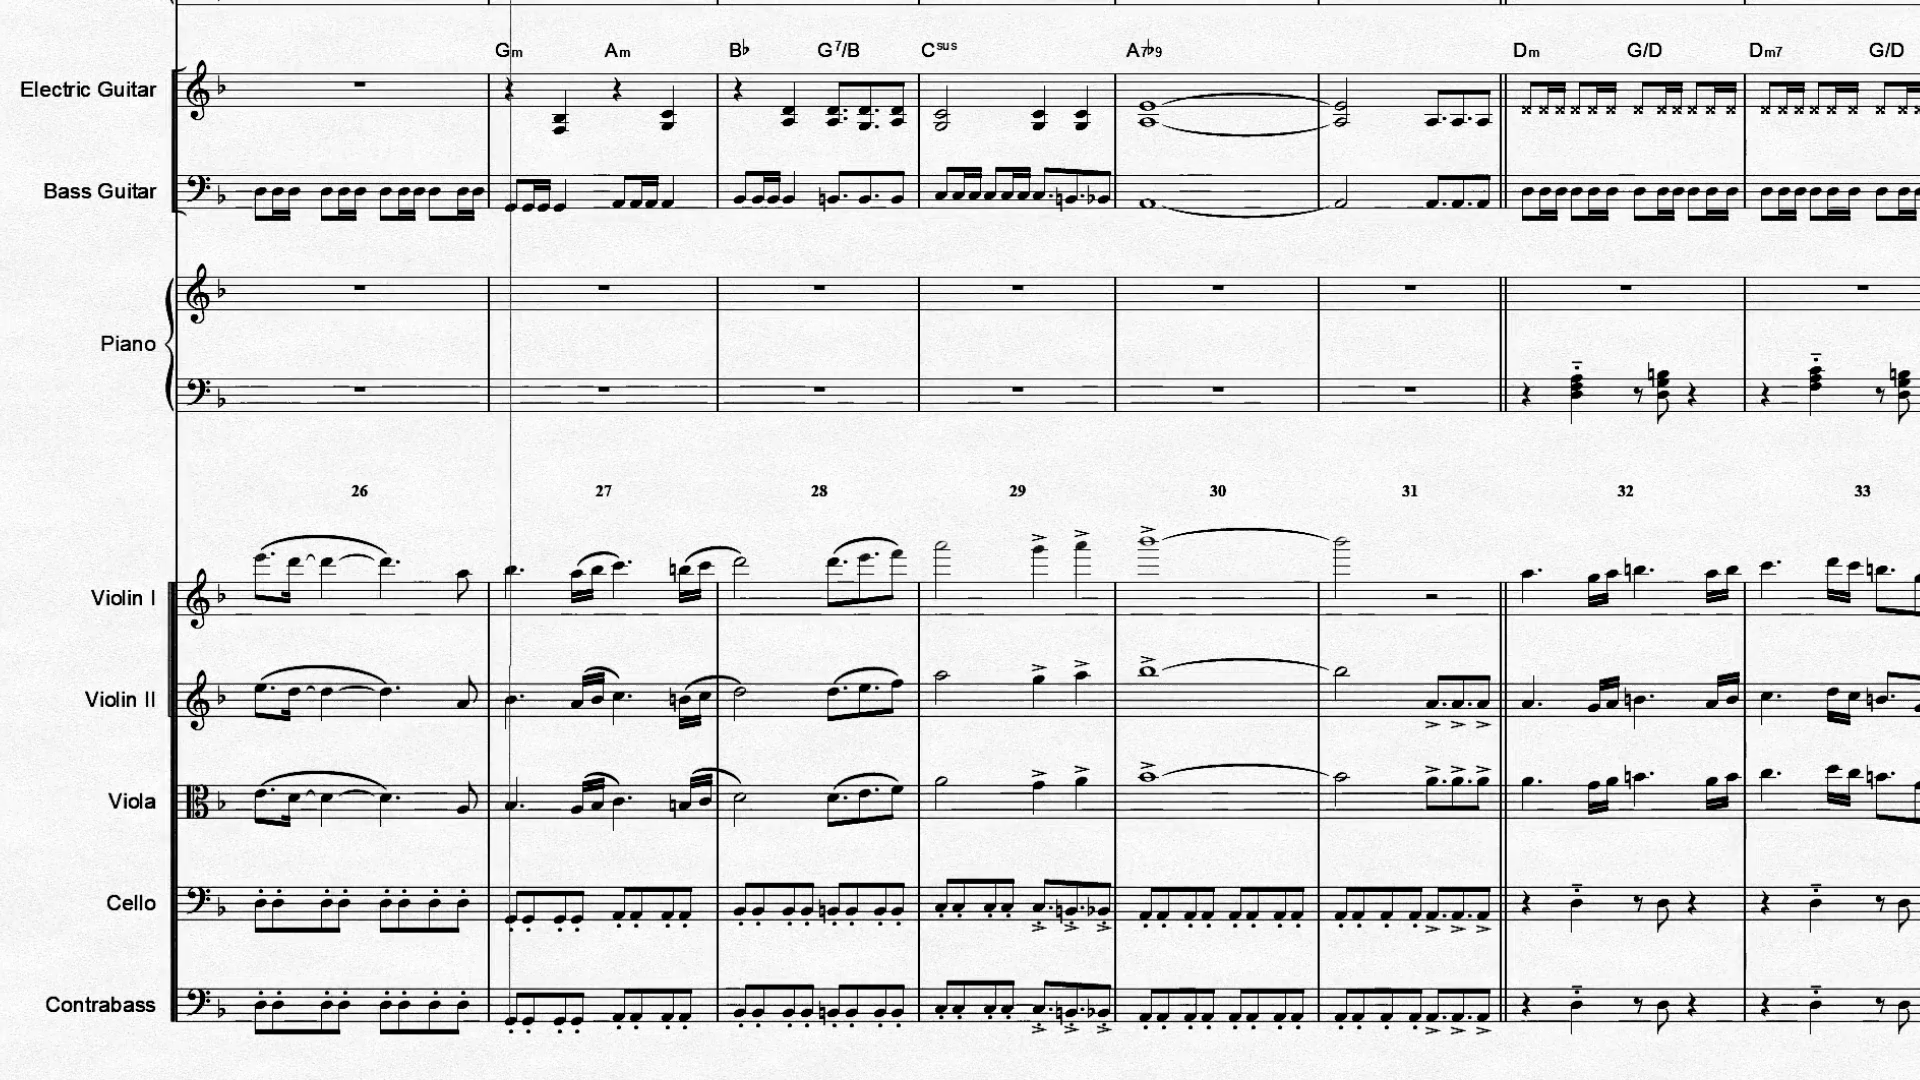 Gm Am B♭ G7/B Csus A7♭9 Dm G/D Dm7 G/D
Electric Guitar
Bass Guitar
Piano
26 27 28 29 30 31 32 33
Violin I
Violin II
Viola
Cello
Contrabass